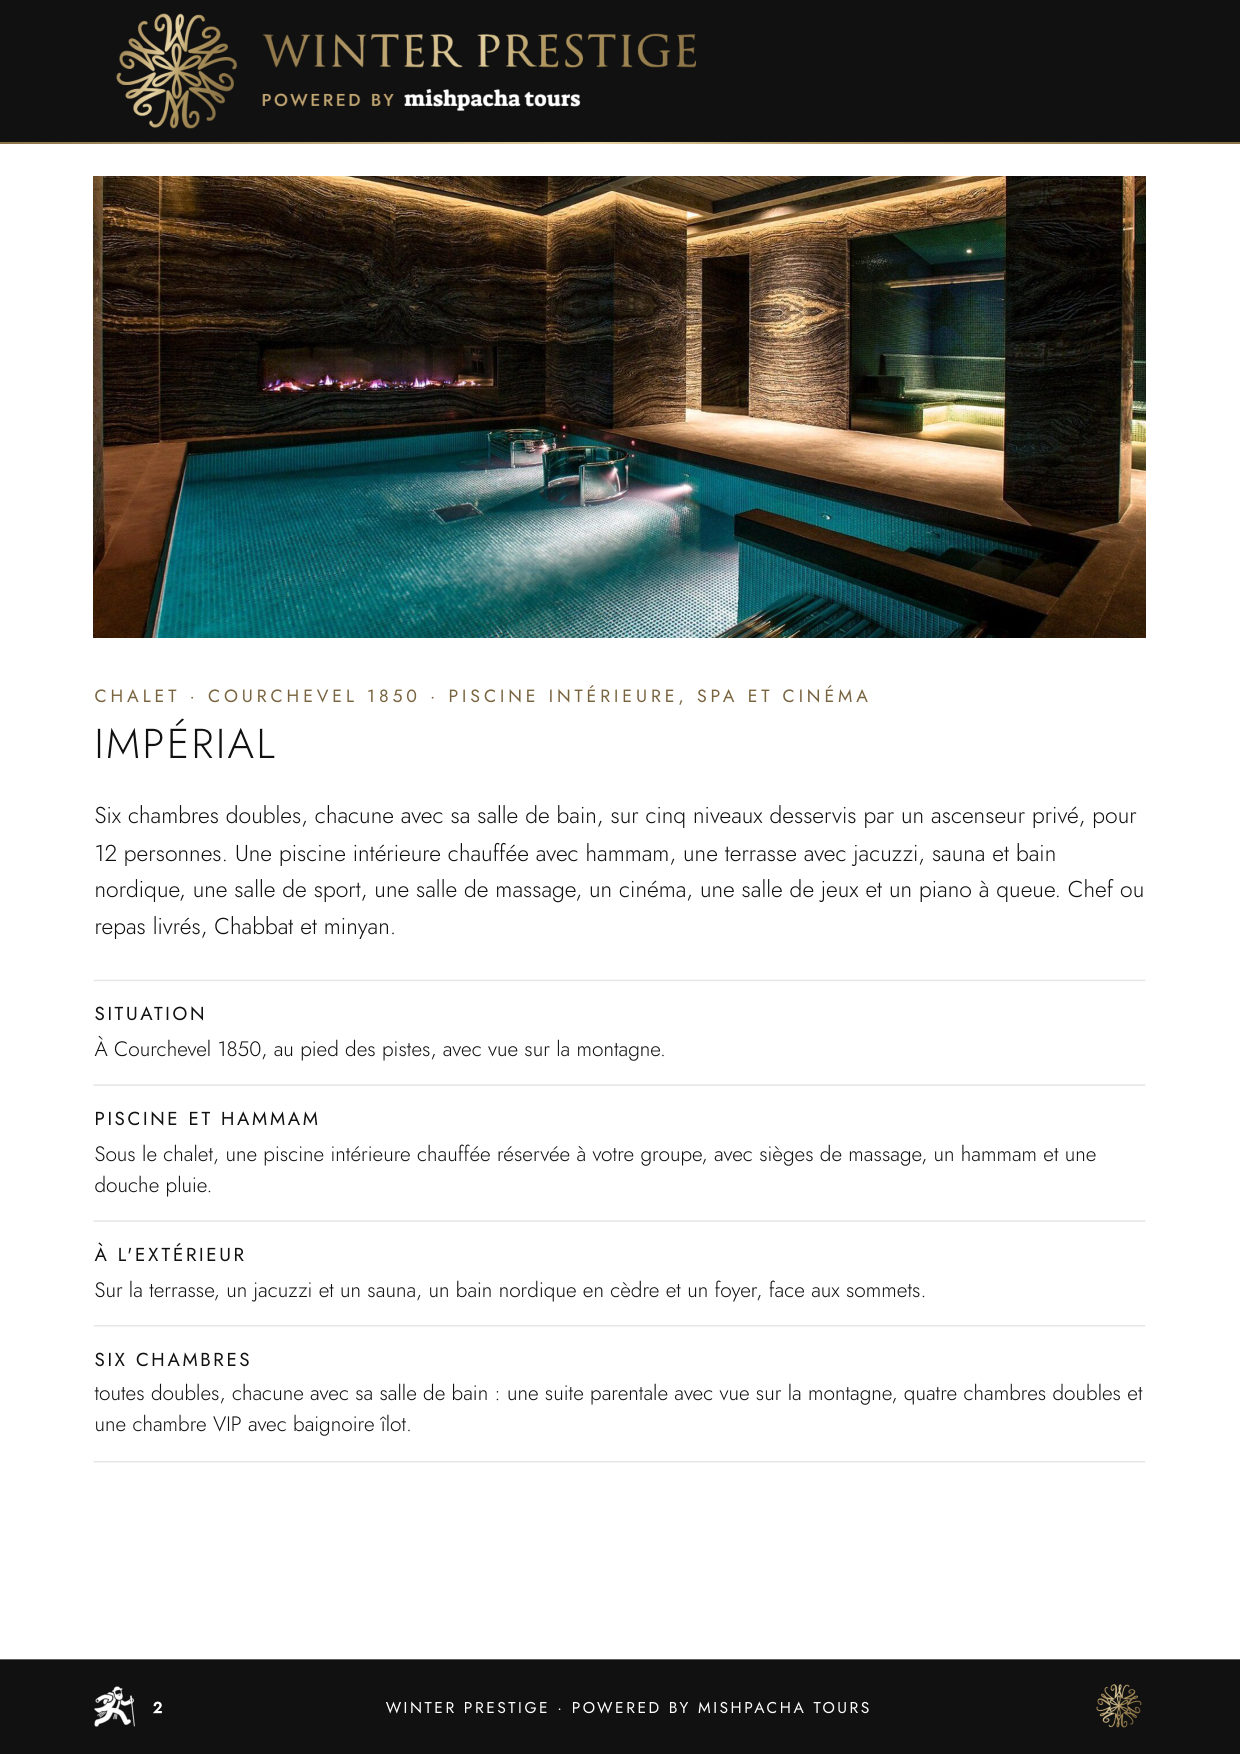 WINTER PRESTIGE
POWERED BY mishpacha tours
CHALET · COURCHEVEL 1850 · PISCINE INTÉRIEURE, SPA ET CINÉMA
IMPÉRIAL
Six chambres doubles, chacune avec sa salle de bain, sur cinq niveaux desservis par un ascenseur privé, pour
12 personnes. Une piscine intérieure chauffée avec hammam, une terrasse avec jacuzzi, sauna et bain
nordique, une salle de sport, une salle de massage, un cinéma, une salle de jeux et un piano à queue. Chef ou
repas livrés, Chabbat et minyan.
SITUATION
À Courchevel 1850, au pied des pistes, avec vue sur la montagne.
PISCINE ET HAMMAM
Sous le chalet, une piscine intérieure chauffée réservée à votre groupe, avec sièges de massage, un hammam et une
douche pluie.
À L'EXTÉRIEUR
Sur la terrasse, un jacuzzi et un sauna, un bain nordique en cèdre et un foyer, face aux sommets.
SIX CHAMBRES
toutes doubles, chacune avec sa salle de bain : une suite parentale avec vue sur la montagne, quatre chambres doubles et
une chambre VIP avec baignoire îlot.
2
WINTER PRESTIGE · POWERED BY MISHPACHA TOURS